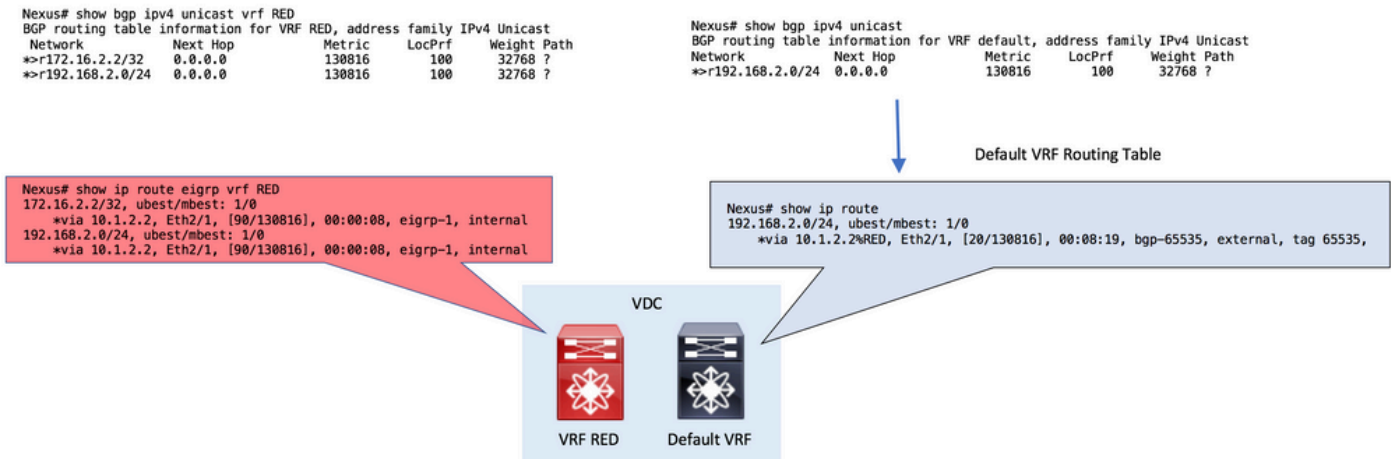 Nexus# show bgp ipv4 unicast vrf RED
BGP routing table information for VRF RED, address family IPv4 Unicast
Network Next Hop Metric LocPrf Weight Path
*>r172.16.2.2/32 0.0.0.0 130816 100 32768 ?
*>r192.168.2.0/24 0.0.0.0 130816 100 32768 ?
Nexus# show bgp ipv4 unicast
BGP routing table information for VRF default, address family IPv4 Unicast
Network Next Hop Metric LocPrf Weight Path
*>r192.168.2.0/24 0.0.0.0 130816 100 32768 ?
Default VRF Routing Table
Nexus# show ip route eigrp vrf RED
172.16.2.2/32, ubest/mbest: 1/0
*via 10.1.2.2, Eth2/1, [90/130816], 00:00:08, eigrp-1, internal
192.168.2.0/24, ubest/mbest: 1/0
*via 10.1.2.2, Eth2/1, [90/130816], 00:00:08, eigrp-1, internal
Nexus# show ip route
192.168.2.0/24, ubest/mbest: 1/0
*via 10.1.2.2%RED, Eth2/1, [20/130816], 00:08:19, bgp-65535, external, tag 65535,
VDC
VRF RED
Default VRF